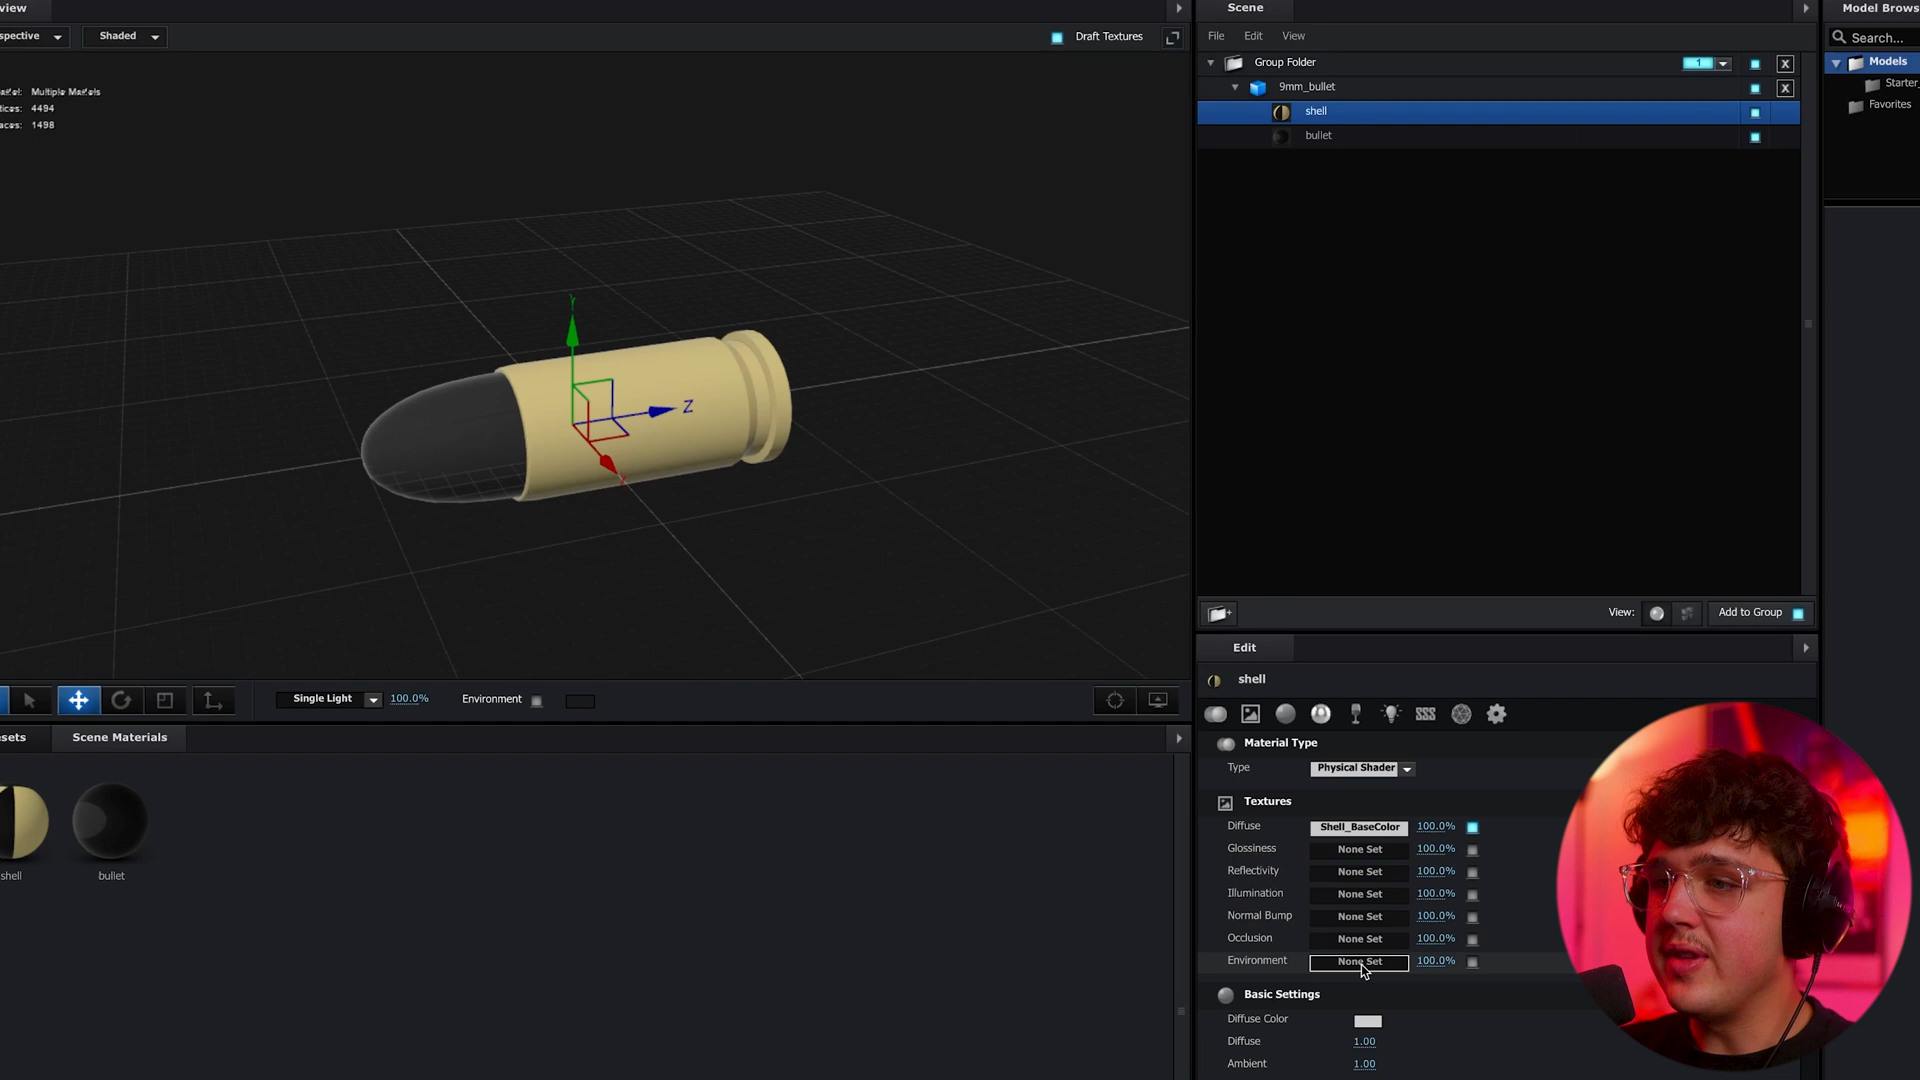 view
Scene
Model Brows
spective
Shaded
Draft Textures
File
Edit
View
Search...
Group Folder
1
X
Models
9mm_bullet
X
Starter_
Multiple Models
shell
Favorites
4494
bullet
1498
Y
Z
X
View:
Add to Group
Edit
shell
Single Light
100.0%
Environment
sets
Scene Materials
Material Type
Type
Physical Shader
Textures
Diffuse
Shell_BaseColor
100.0%
Glossiness
None Set
100.0%
Reflectivity
None Set
100.0%
Illumination
None Set
100.0%
Normal Bump
None Set
100.0%
Occlusion
None Set
100.0%
Environment
None Set
100.0%
shell
bullet
Basic Settings
Diffuse Color
Diffuse
1.00
Ambient
1.00